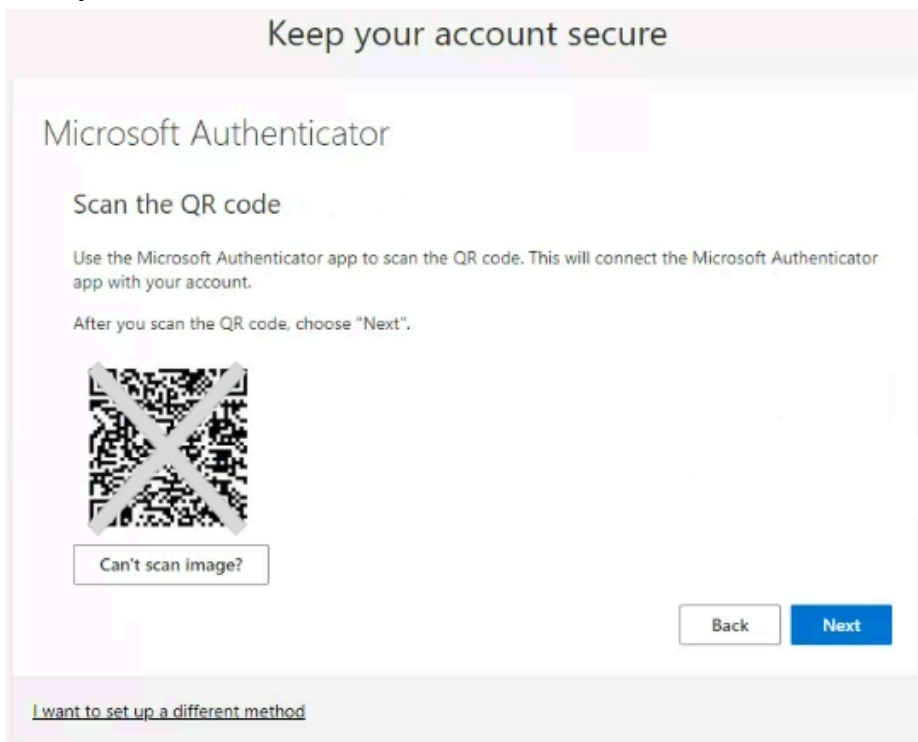 Keep your account secure
Microsoft Authenticator
Scan the QR code
Use the Microsoft Authenticator app to scan the QR code. This will connect the Microsoft Authenticator
app with your account.
After you scan the QR code, choose "Next".
Can't scan image?
Back
Next
I want to set up a different method